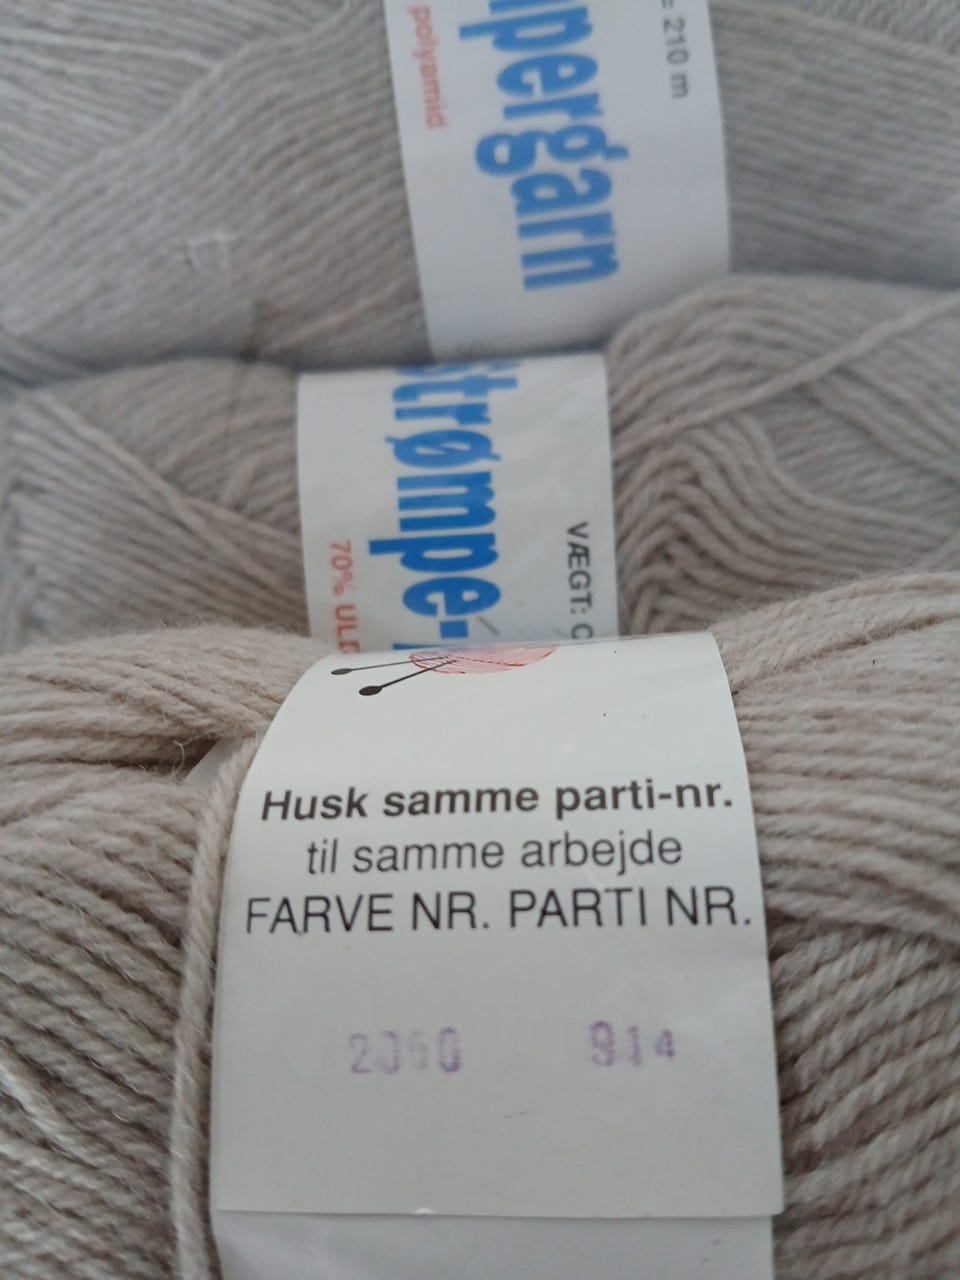 polyamid
pergarn
= 210 m
Strømpe-
70% ULD
VÆGT:
Husk samme parti-nr.
til samme arbejde
FARVE NR. PARTI NR.
914